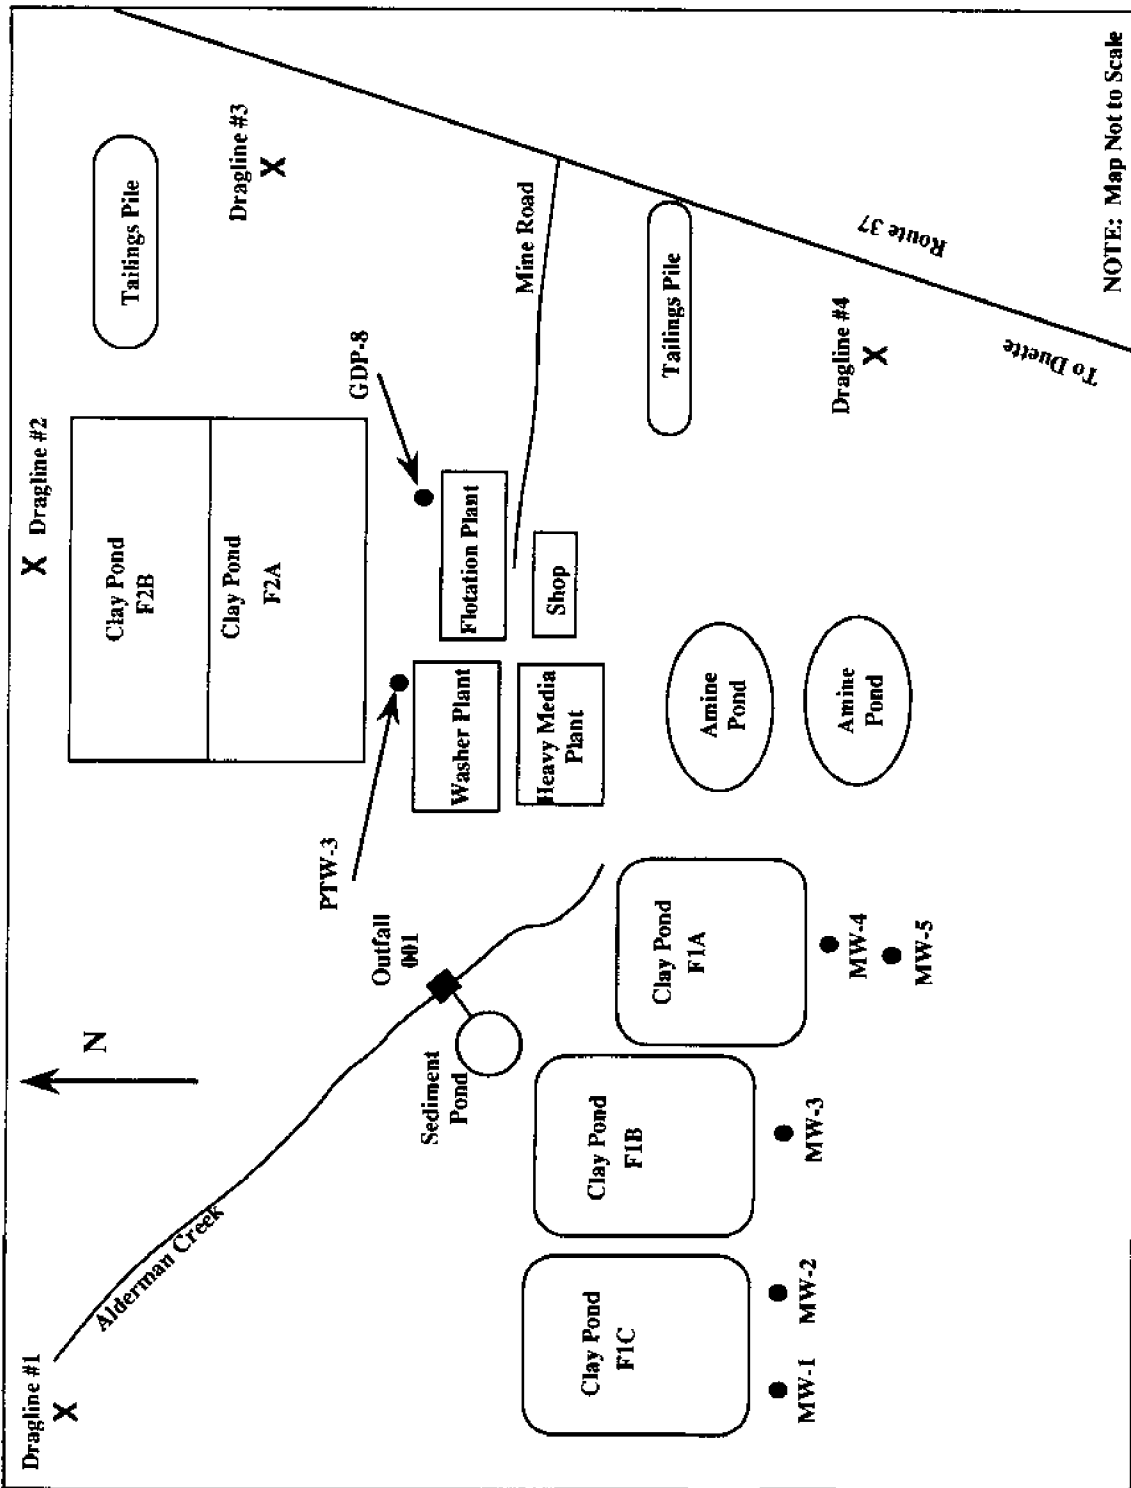 Dragline #1
X
Alderman Creek
N
Dragline #2
X
Clay Pond
F2B
Clay Pond
F2A
Tailings Pile
Dragline #3
X
PTW-3
GDP-8
Outfall
001
Sediment
Pond
Washer Plant
Flotation Plant
Heavy Media
Plant
Shop
Mine Road
Clay Pond
F1C
Clay Pond
F1B
Clay Pond
F1A
Amine
Pond
Amine
Pond
Tailings Pile
Route 37
Dragline #4
X
To Duette
MW-1
MW-2
MW-3
MW-4
MW-5
NOTE: Map Not to Scale